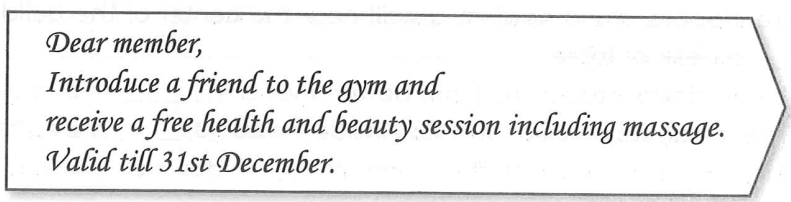 Dear member,
Introduce a friend to the gym and
receive a free health and beauty session including massage.
Valid till 31st December.